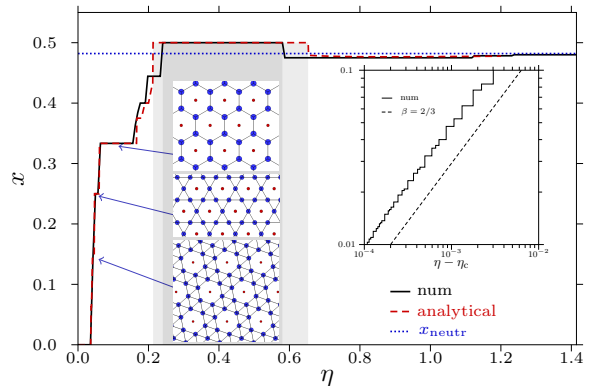 x
0.5
0.4
0.3
0.2
0.1
0.0
0.0
0.2
0.4
0.6
0.8
1.0
1.2
1.4
η
0.1
0.01
10⁻⁴
10⁻³
10⁻²
η − η_c
num
β = 2/3
num
analytical
x_neutr